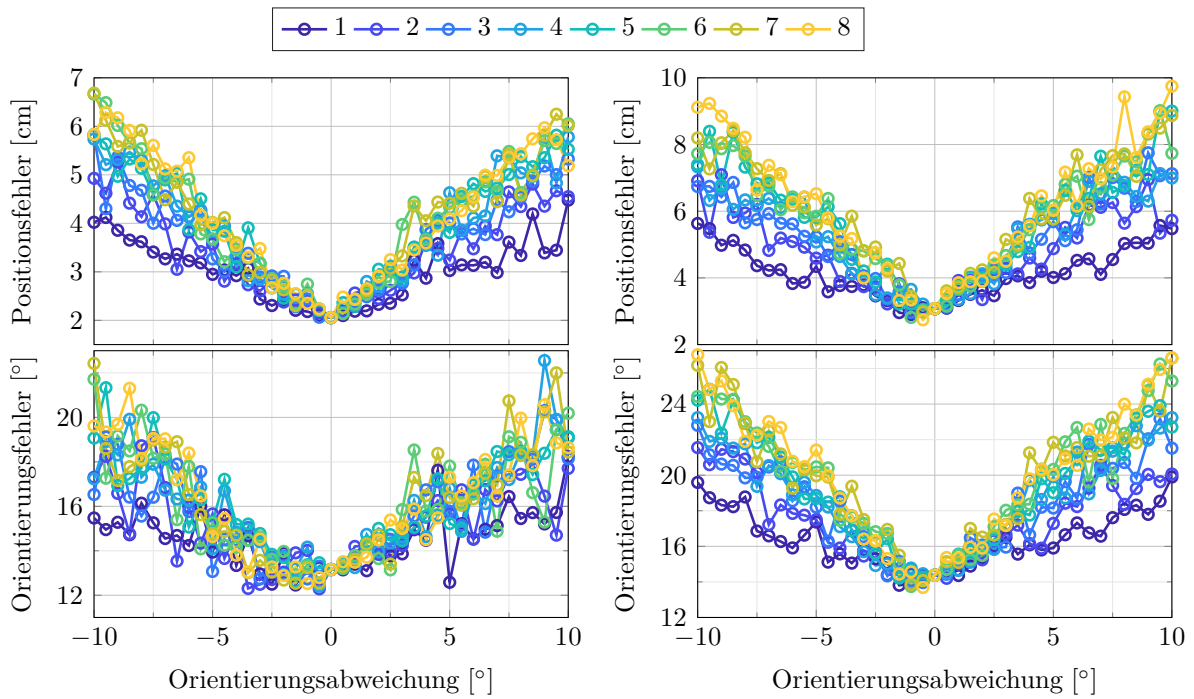 1 2 3 4 5 6 7 8
7
6
5
4
3
2
Positionsfehler [cm]
10
8
6
4
2
Positionsfehler [cm]
20
16
12
Orientierungsfehler [°]
−10 −5 0 5 10
Orientierungsabweichung [°]
24
20
16
12
Orientierungsfehler [°]
−10 −5 0 5 10
Orientierungsabweichung [°]